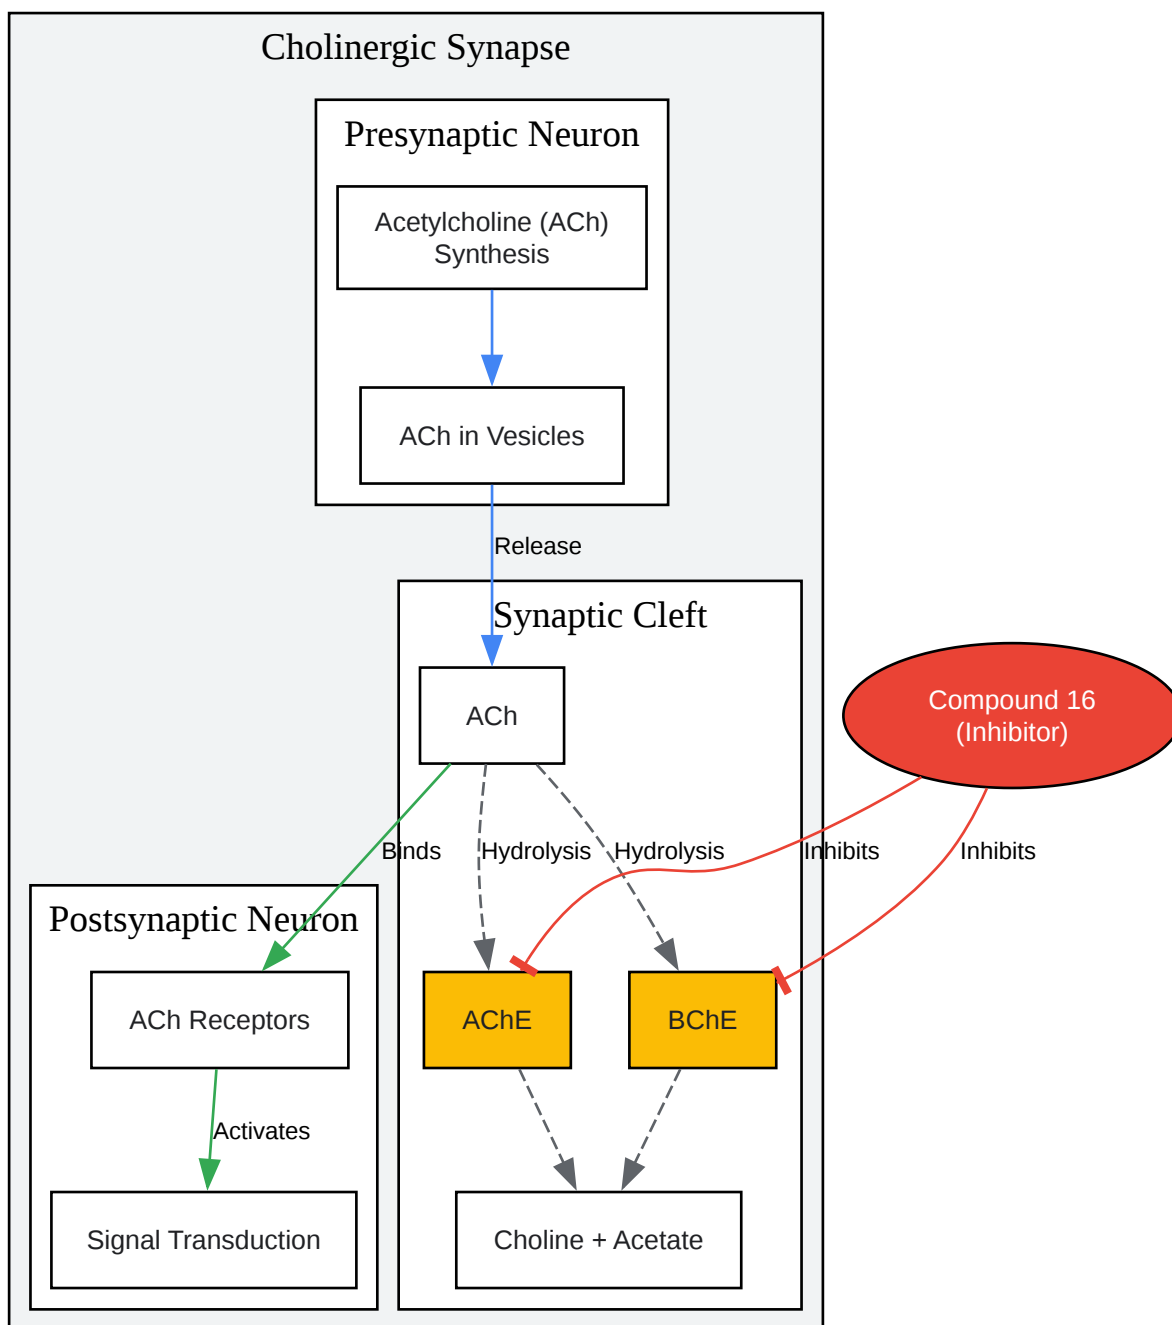 Cholinergic Synapse
Presynaptic Neuron
Acetylcholine (ACh)
Synthesis
ACh in Vesicles
Release
Synaptic Cleft
ACh
Compound 16
(Inhibitor)
Binds
Hydrolysis
Hydrolysis
Inhibits
Inhibits
Postsynaptic Neuron
ACh Receptors
AChE
BChE
Activates
Signal Transduction
Choline + Acetate